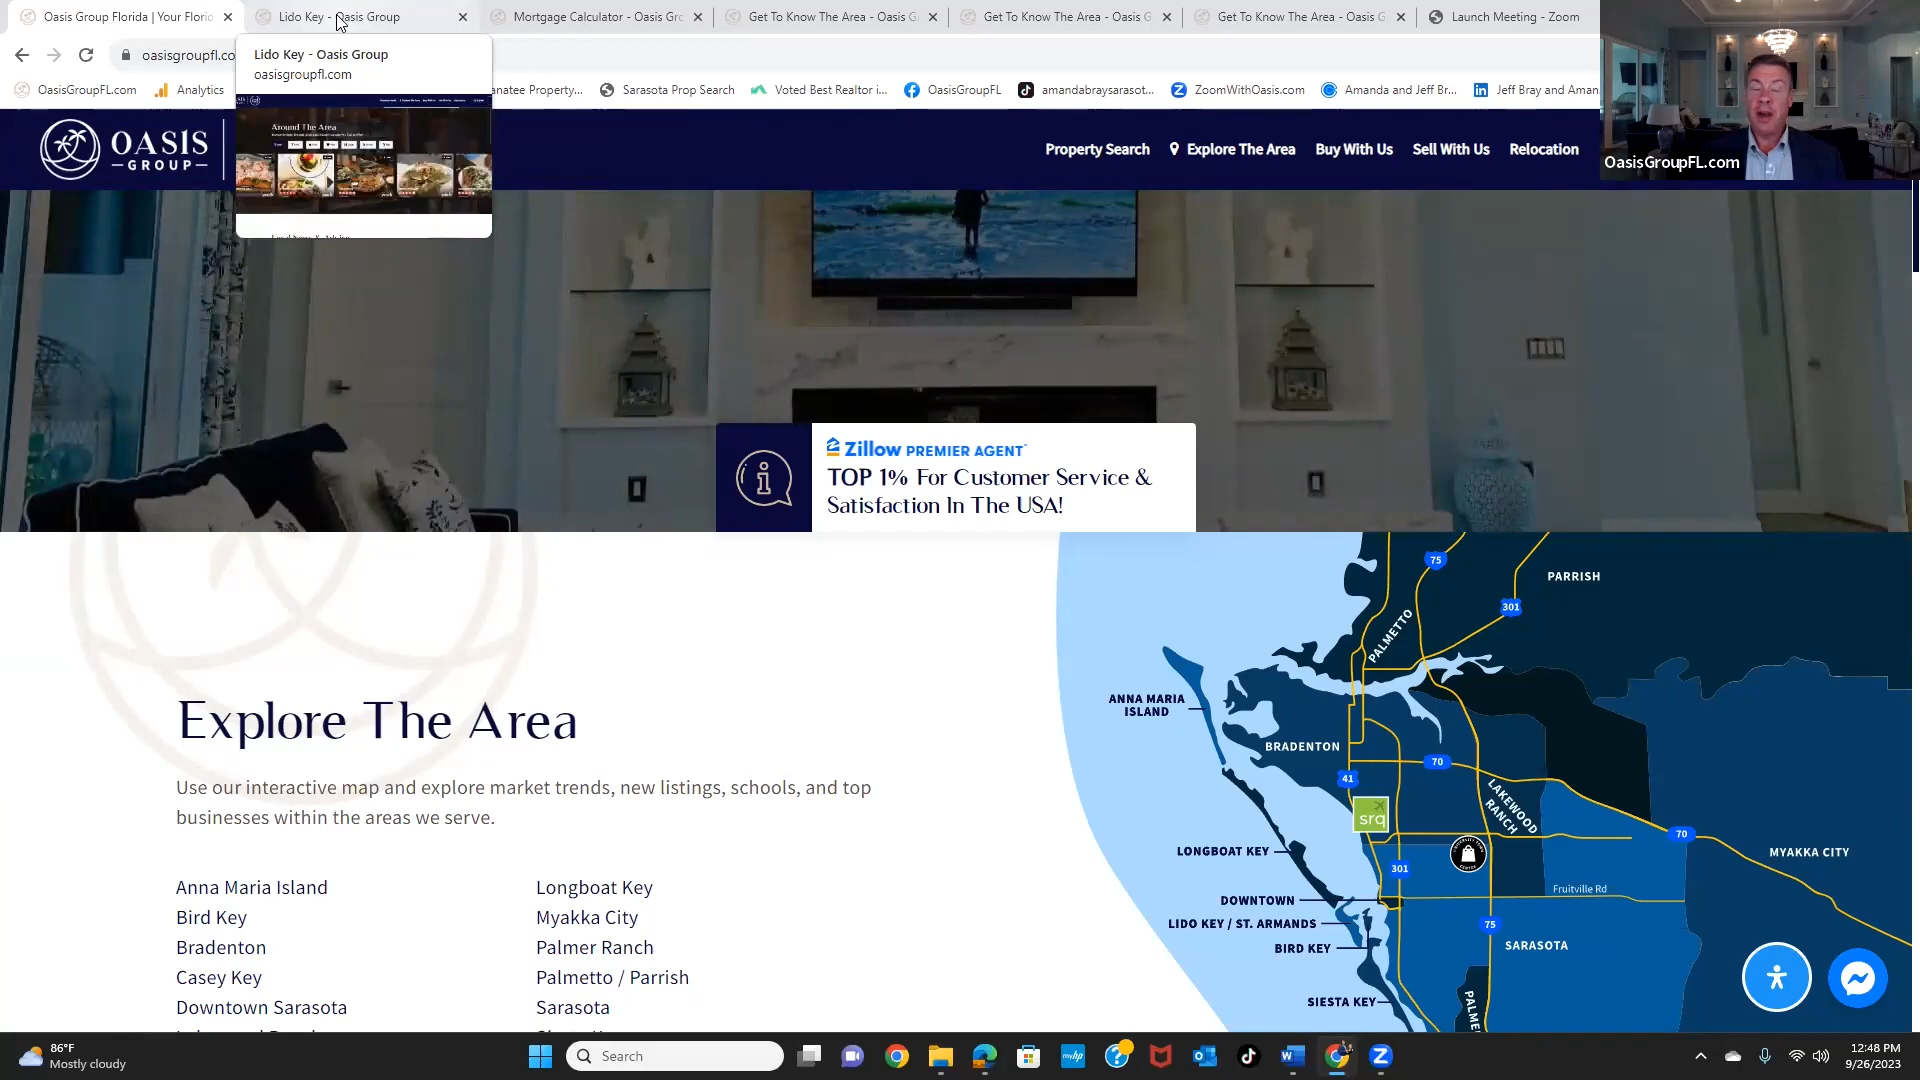 Oasis Group Florida | Your Florid
Lido Key - Oasis Group
Mortgage Calculator - Oasis Gro
Get To Know The Area - Oasis G
Get To Know The Area - Oasis G
Get To Know The Area - Oasis G
Launch Meeting - Zoom
oasisgroupfl.co
Lido Key - Oasis Group
oasisgroupfl.com
OasisGroupFL.com
Analytics
anatee Property...
Sarasota Prop Search
Voted Best Realtor i...
OasisGroupFL
amandabraysarasot...
ZoomWithOasis.com
Amanda and Jeff Br...
Jeff Bray and Aman
Around The Area
OASIS
GROUP
Property Search
Explore The Area
Buy With Us
Sell With Us
Relocation
OasisGroupFL.com
Zillow PREMIER AGENT
TOP 1% For Customer Service &
Satisfaction In The USA!
Explore The Area
Use our interactive map and explore market trends, new listings, schools, and top
businesses within the areas we serve.
Anna Maria Island
Bird Key
Bradenton
Casey Key
Downtown Sarasota
Longboat Key
Myakka City
Palmer Ranch
Palmetto / Parrish
Sarasota
75
PARRISH
301
PALMETTO
ANNA MARIA
ISLAND
BRADENTON
70
41
LAKEWOOD
RANCH
srq
70
LONGBOAT KEY
MYAKKA CITY
301
Fruitville Rd
DOWNTOWN
LIDO KEY / ST. ARMANDS
75
SARASOTA
BIRD KEY
SIESTA KEY
PALME
86°F
Mostly cloudy
Search
myhp
12:48 PM
9/26/2023